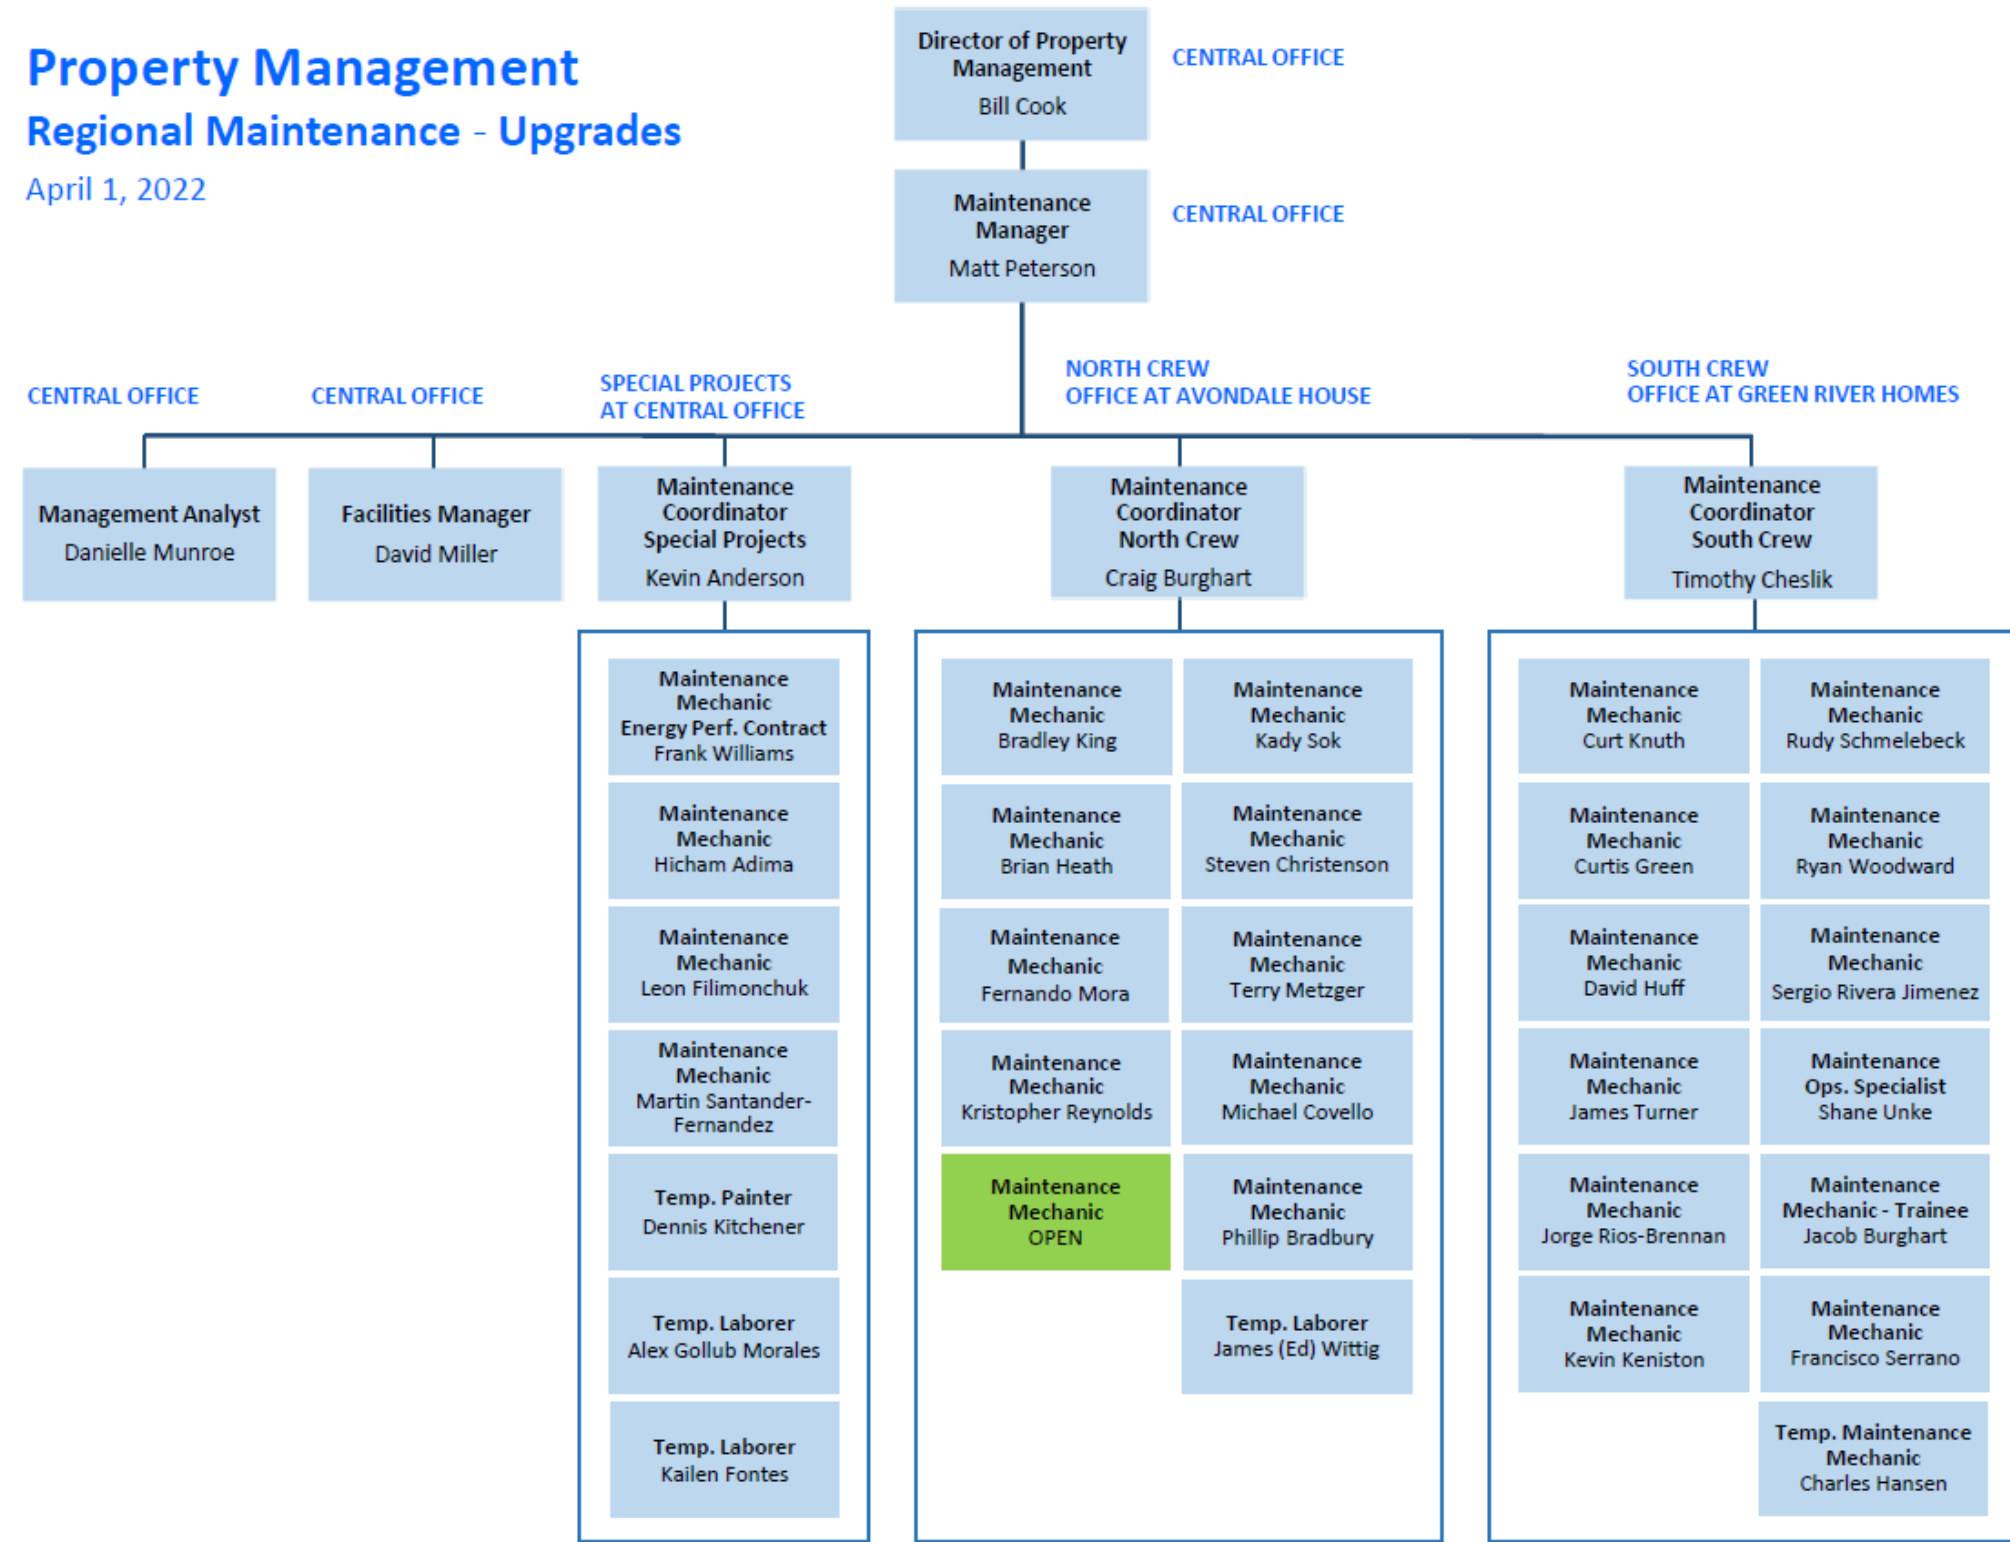 Property Management
Regional Maintenance - Upgrades
April 1, 2022
Director of Property
Management
Bill Cook
CENTRAL OFFICE
Maintenance
Manager
Matt Peterson
CENTRAL OFFICE
CENTRAL OFFICE
Management Analyst
Danielle Munroe
CENTRAL OFFICE
Facilities Manager
David Miller
SPECIAL PROJECTS
AT CENTRAL OFFICE
Maintenance
Coordinator
Special Projects
Kevin Anderson
Maintenance
Mechanic
Energy Perf. Contract
Frank Williams
Maintenance
Mechanic
Hicham Adima
Maintenance
Mechanic
Leon Filimonchuk
Maintenance
Mechanic
Martin Santander-
Fernandez
Temp. Painter
Dennis Kitchener
Temp. Laborer
Alex Gollub Morales
Temp. Laborer
Kailen Fontes
NORTH CREW
OFFICE AT AVONDALE HOUSE
Maintenance
Coordinator
North Crew
Craig Burghart
Maintenance
Mechanic
Bradley King
Maintenance
Mechanic
Brian Heath
Maintenance
Mechanic
Fernando Mora
Maintenance
Mechanic
Kristopher Reynolds
Maintenance
Mechanic
OPEN
Maintenance
Mechanic
Kady Sok
Maintenance
Mechanic
Steven Christenson
Maintenance
Mechanic
Terry Metzger
Maintenance
Mechanic
Michael Covello
Maintenance
Mechanic
Phillip Bradbury
Temp. Laborer
James (Ed) Wittig
SOUTH CREW
OFFICE AT GREEN RIVER HOMES
Maintenance
Coordinator
South Crew
Timothy Cheslik
Maintenance
Mechanic
Curt Knuth
Maintenance
Mechanic
Curtis Green
Maintenance
Mechanic
David Huff
Maintenance
Mechanic
James Turner
Maintenance
Mechanic
Jorge Rios-Brennan
Maintenance
Mechanic
Kevin Keniston
Maintenance
Mechanic
Rudy Schmelebeck
Maintenance
Mechanic
Ryan Woodward
Maintenance
Mechanic
Sergio Rivera Jimenez
Maintenance
Ops. Specialist
Shane Unke
Maintenance
Mechanic - Trainee
Jacob Burghart
Maintenance
Mechanic
Francisco Serrano
Temp. Maintenance
Mechanic
Charles Hansen